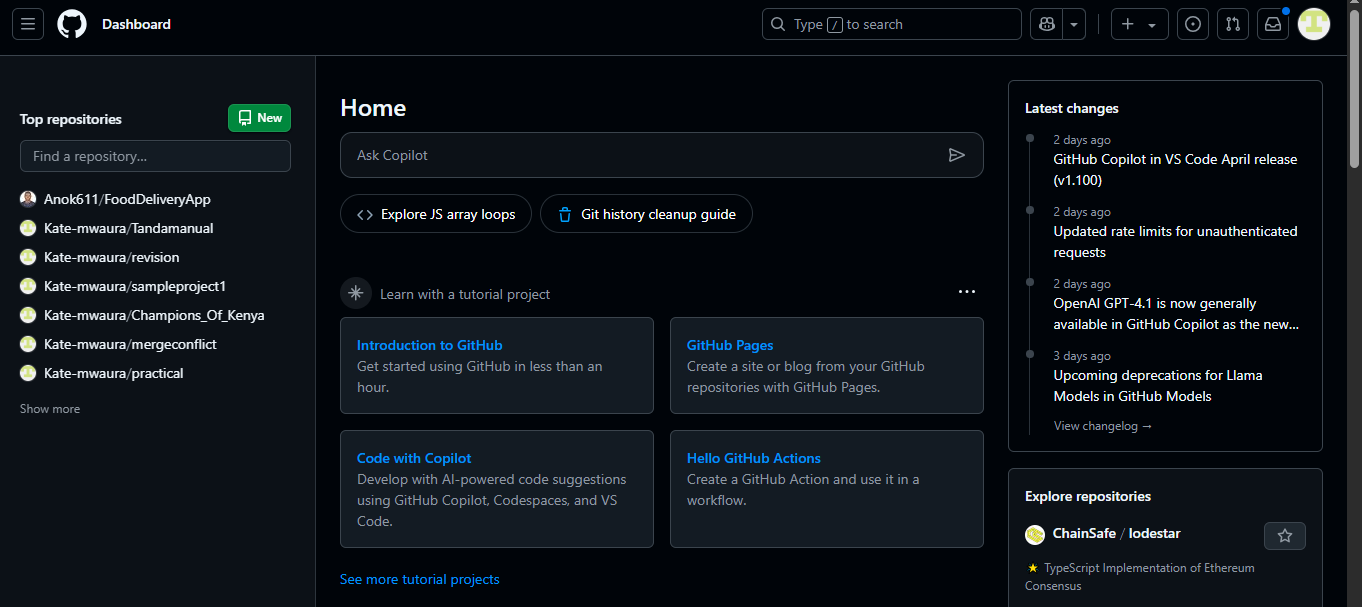 Dashboard
Type / to search
Top repositories
New
Find a repository...
Anok611/FoodDeliveryApp
Kate-mwaura/Tandamanual
Kate-mwaura/revision
Kate-mwaura/sampleproject1
Kate-mwaura/Champions_Of_Kenya
Kate-mwaura/mergeconflict
Kate-mwaura/practical
Show more
Home
Ask Copilot
Explore JS array loops
Git history cleanup guide
Learn with a tutorial project
Introduction to GitHub
Get started using GitHub in less than an
hour.
GitHub Pages
Create a site or blog from your GitHub
repositories with GitHub Pages.
Code with Copilot
Develop with AI-powered code suggestions
using GitHub Copilot, Codespaces, and VS
Code.
Hello GitHub Actions
Create a GitHub Action and use it in a
workflow.
See more tutorial projects
Latest changes
2 days ago
GitHub Copilot in VS Code April release
(v1.100)
2 days ago
Updated rate limits for unauthenticated
requests
2 days ago
OpenAI GPT-4.1 is now generally
available in GitHub Copilot as the new...
3 days ago
Upcoming deprecations for Llama
Models in GitHub Models
View changelog →
Explore repositories
ChainSafe / lodestar
TypeScript Implementation of Ethereum
Consensus